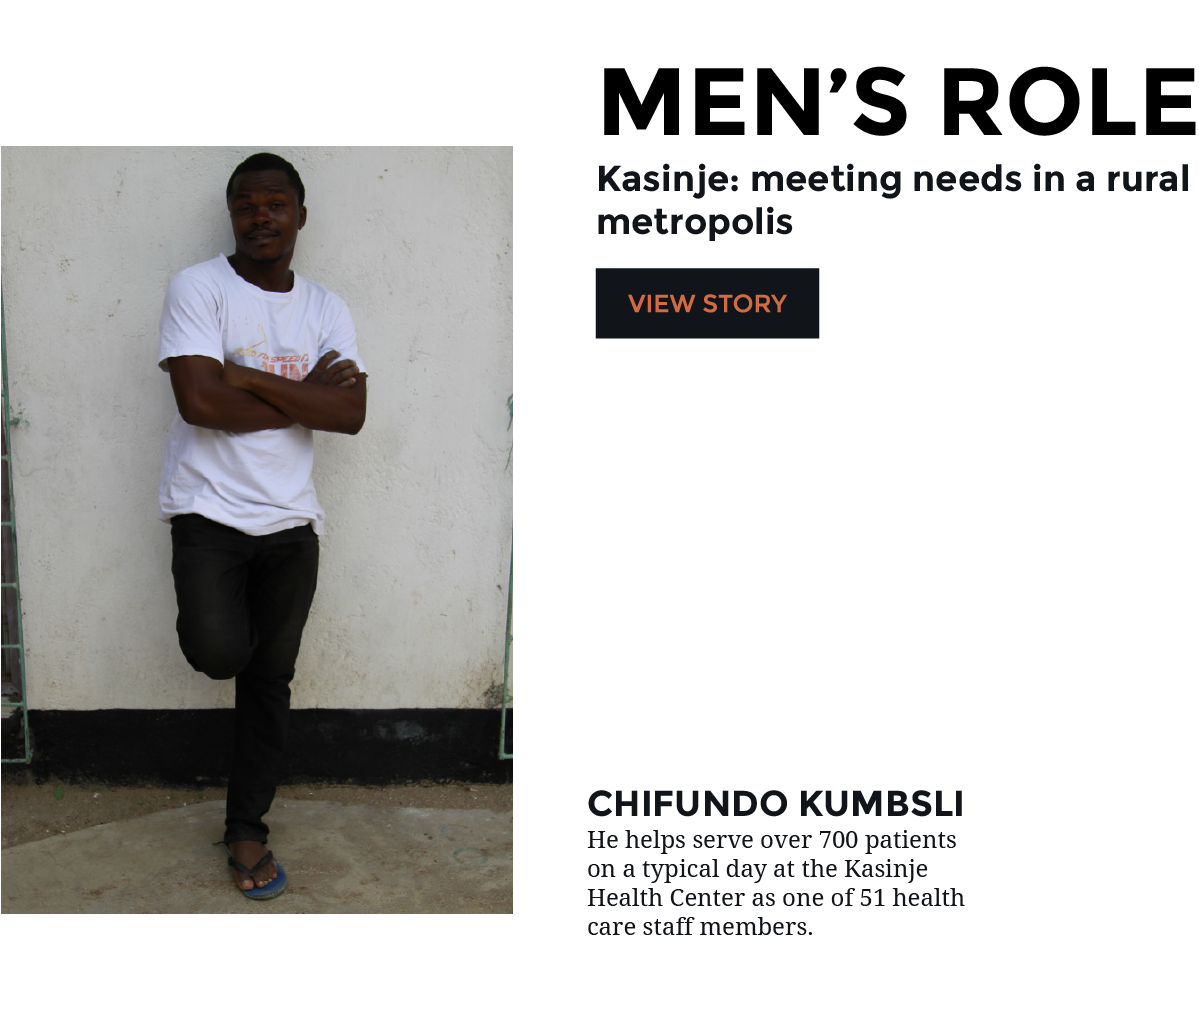 MEN’S ROLE
Kasinje: meeting needs in a rural
metropolis
VIEW STORY
CHIFUNDO KUMBSLI
He helps serve over 700 patients
on a typical day at the Kasinje
Health Center as one of 51 health
care staff members.